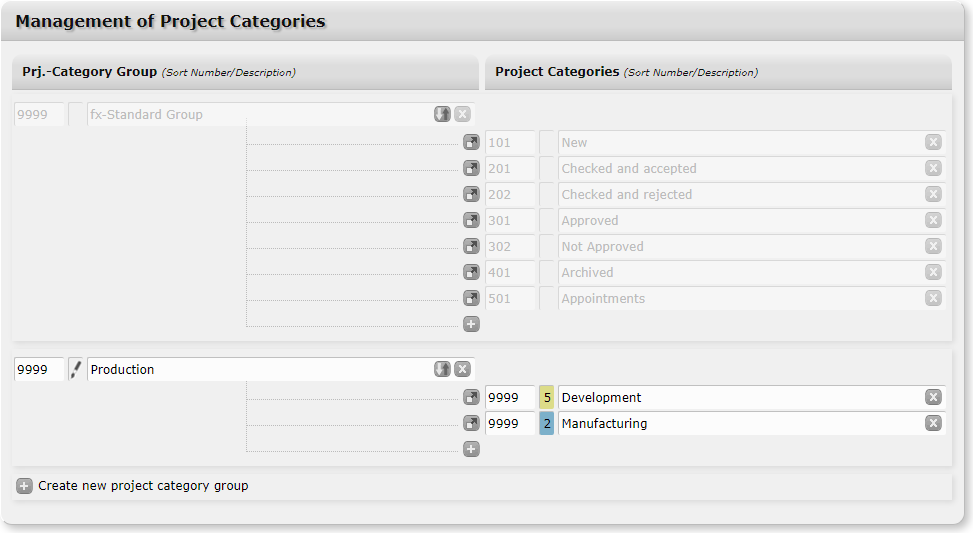 Management of Project Categories
Prj.-Category Group (Sort Number/Description) Project Categories (Sort Number/Description)
9999 fx-Standard Group
101 New
201 Checked and accepted
202 Checked and rejected
301 Approved
302 Not Approved
401 Archived
501 Appointments
9999 Production
9999 5 Development
9999 2 Manufacturing
Create new project category group